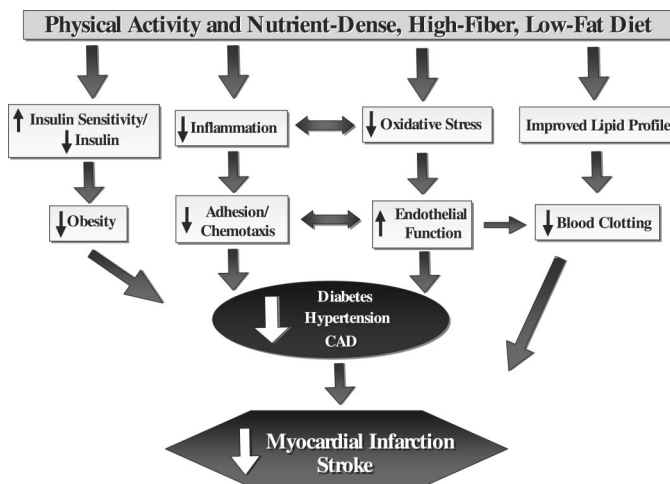 Physical Activity and Nutrient-Dense, High-Fiber, Low-Fat Diet
Insulin Sensitivity/
Insulin
Inflammation
Oxidative Stress
Improved Lipid Profile
Obesity
Adhesion/
Chemotaxis
Endothelial
Function
Blood Clotting
Diabetes
Hypertension
CAD
Myocardial Infarction
Stroke